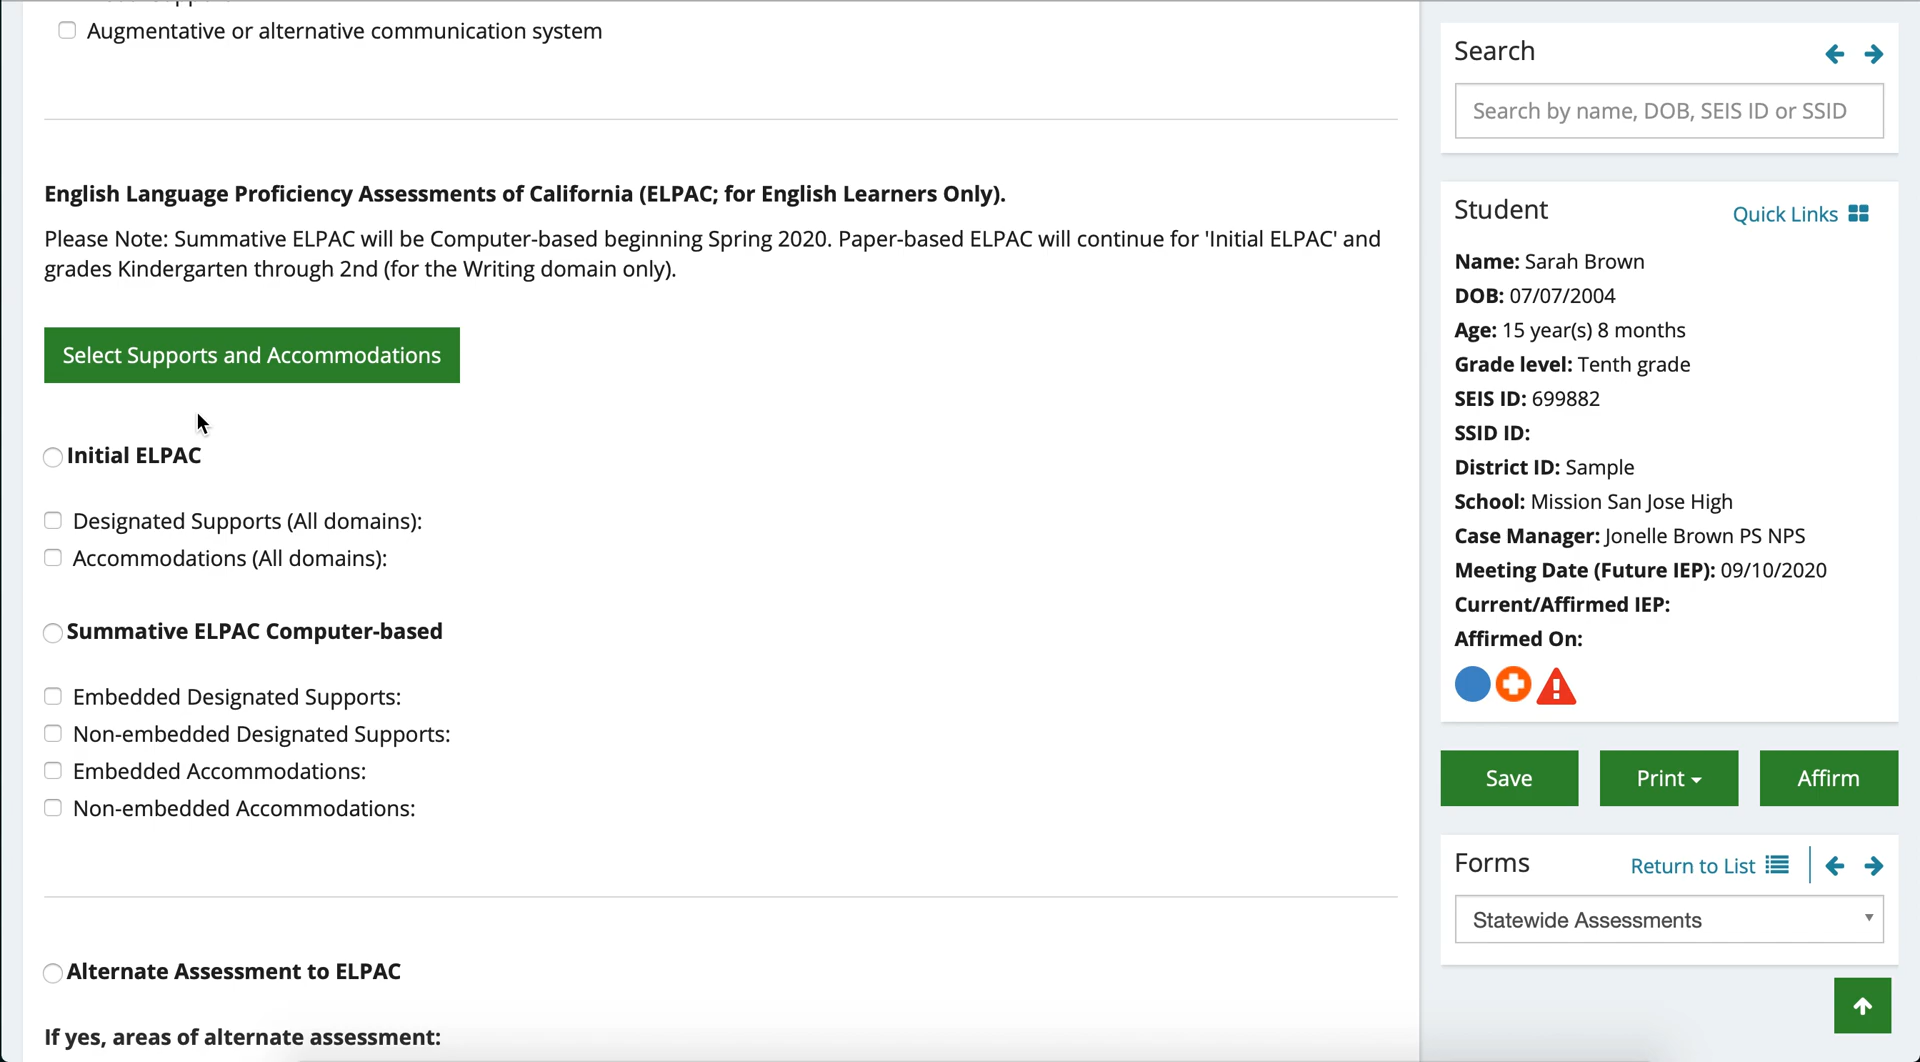 Augmentative or alternative communication system
English Language Proficiency Assessments of California (ELPAC; for English Learners Only).
Please Note: Summative ELPAC will be Computer-based beginning Spring 2020. Paper-based ELPAC will continue for 'Initial ELPAC' and
grades Kindergarten through 2nd (for the Writing domain only).
Select Supports and Accommodations
Initial ELPAC
Designated Supports (All domains):
Accommodations (All domains):
Summative ELPAC Computer-based
Embedded Designated Supports:
Non-embedded Designated Supports:
Embedded Accommodations:
Non-embedded Accommodations:
Alternate Assessment to ELPAC
If yes, areas of alternate assessment:
Search
Search by name, DOB, SEIS ID or SSID
Student
Quick Links
Name: Sarah Brown
DOB: 07/07/2004
Age: 15 year(s) 8 months
Grade level: Tenth grade
SEIS ID: 699882
SSID ID:
District ID: Sample
School: Mission San Jose High
Case Manager: Jonelle Brown PS NPS
Meeting Date (Future IEP): 09/10/2020
Current/Affirmed IEP:
Affirmed On:
Save
Print
Affirm
Forms
Return to List
Statewide Assessments